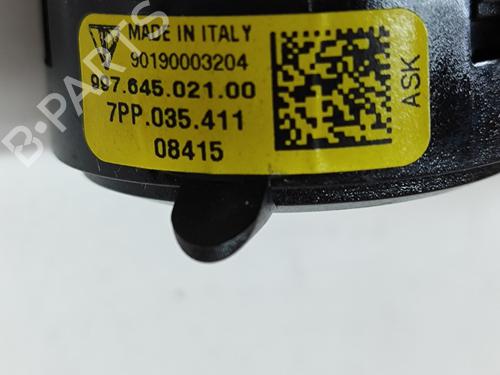 MADE IN ITALY
90190003204
997.645.021.00
7PP.035.411
08415
ASK
B-PARTS